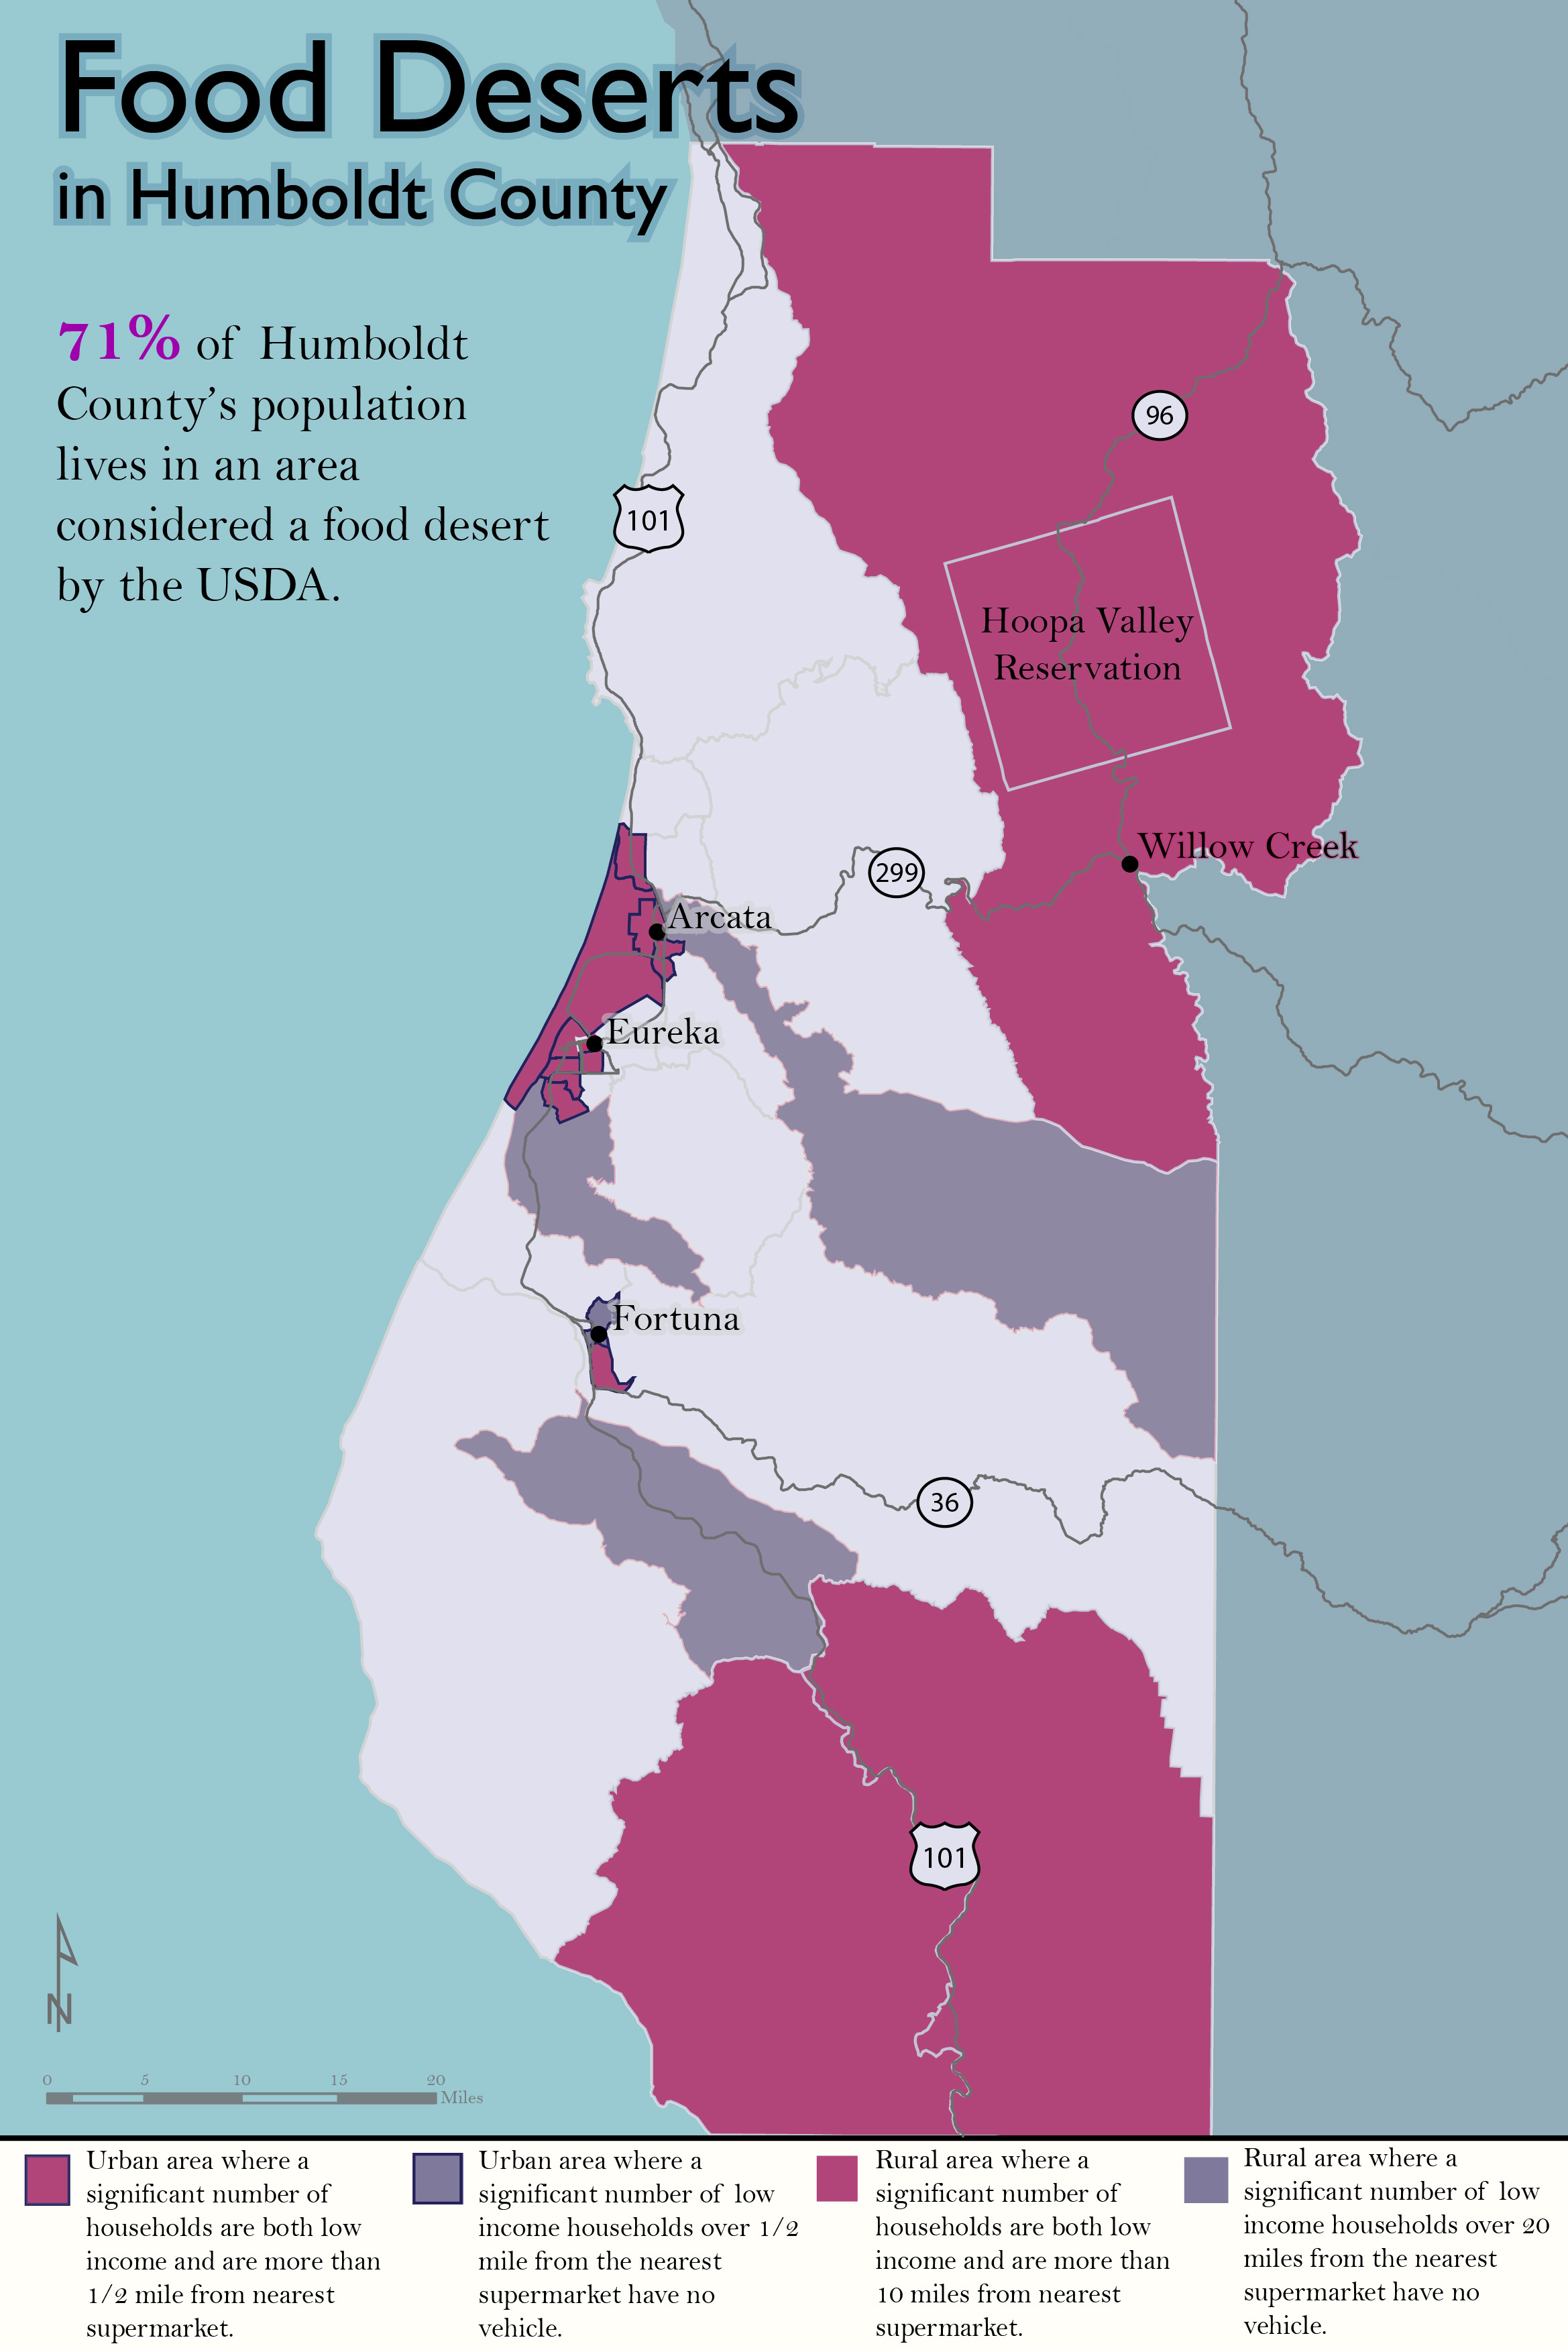 Food Deserts
in Humboldt County
71% of Humboldt
County's population
lives in an area
considered a food desert
by the USDA.
96
101
Hoopa Valley
Reservation
Willow Creek
299
Arcata
Eureka
Fortuna
36
101
N
0 5 10 15 20
Miles
Urban area where a
significant number of
households are both low
income and are more than
1/2 mile from nearest
supermarket.
Urban area where a
significant number of low
income households over 1/2
mile from the nearest
supermarket have no
vehicle.
Rural area where a
significant number of
households are both low
income and are more than
10 miles from nearest
supermarket.
Rural area where a
significant number of low
income households over 20
miles from the nearest
supermarket have no
vehicle.